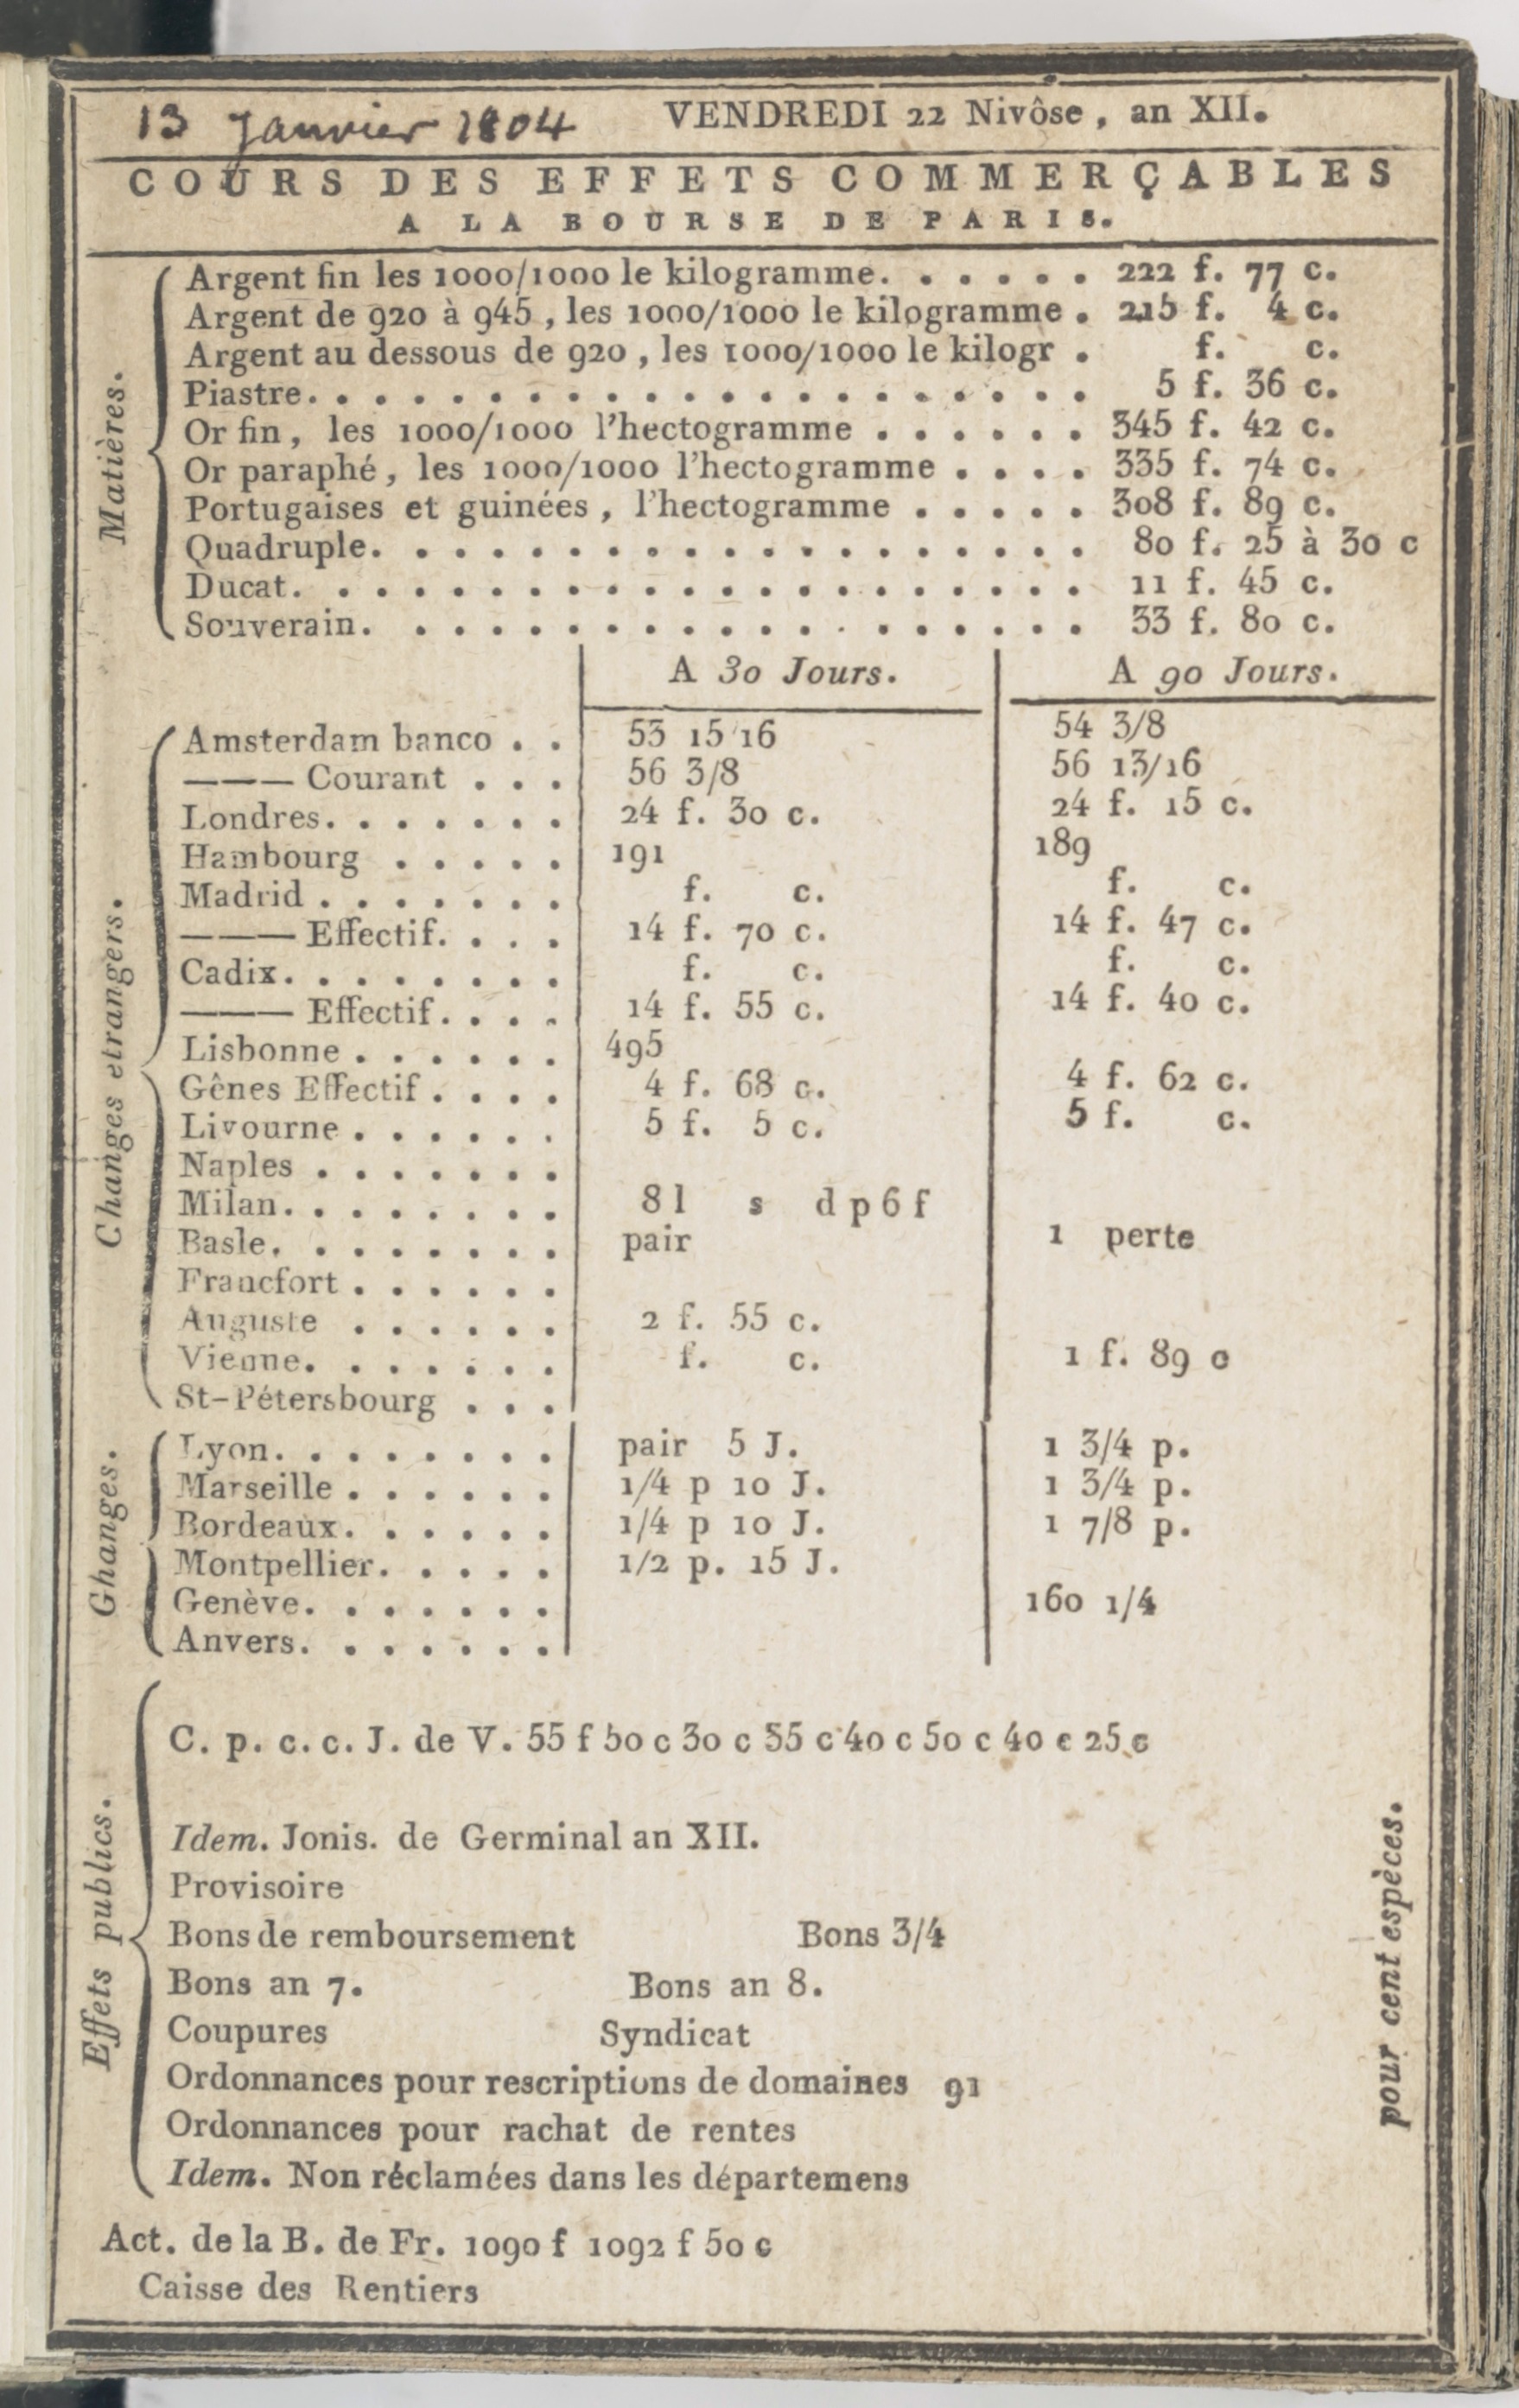 13 Janvier 1804 VENDREDI 22 Nivôse, an XII.
COURS DES EFFETS COMMERÇABLES
A LA BOURSE DE PARIS.
Matières.
Argent fin les 1000/1000 le kilogramme. . . . . . 222 f. 77 c.
Argent de 920 à 945, les 1000/1000 le kilogramme . 215 f. 4 c.
Argent au dessous de 920, les 1000/1000 le kilogr . f. c.
Piastre. . . . . . . . . . . . . . . . . . . . . 5 f. 36 c.
Or fin, les 1000/1000 l'hectogramme . . . . . . 345 f. 42 c.
Or paraphé, les 1000/1000 l'hectogramme . . . . 335 f. 74 c.
Portugaises et guinées, l'hectogramme . . . . . 308 f. 89 c.
Quadruple. . . . . . . . . . . . . . . . . . . 80 f. 25 à 30 c
Ducat. . . . . . . . . . . . . . . . . . . . . 11 f. 45 c.
Souverain. . . . . . . . . . . . . . . . . . . 33 f. 80 c.
A 30 Jours. A 90 Jours.
Changes etrangers.
Amsterdam banco . . 53 15/16 54 3/8
——— Courant . . . 56 3/8 56 13/16
Londres. . . . . . . 24 f. 30 c. 24 f. 15 c.
Hambourg . . . . . 191 189
Madrid . . . . . . . f. c. f. c.
——— Effectif. . . . 14 f. 70 c. 14 f. 47 c.
Cadix. . . . . . . . f. c. f. c.
——— Effectif. . . . 14 f. 55 c. 14 f. 40 c.
Lisbonne . . . . . . 495
Gênes Effectif . . . . 4 f. 68 c. 4 f. 62 c.
Livourne . . . . . . 5 f. 5 c. 5 f. c.
Naples . . . . . . .
Milan. . . . . . . . 8 l s d p 6 f
Basle. . . . . . . . pair 1 perte
Francfort . . . . . .
Auguste . . . . . . 2 f. 55 c.
Vienne. . . . . . . f. c. 1 f. 89 c
St-Pétersbourg . . .
Ghanges.
Lyon. . . . . . . . pair 5 J. 1 3/4 p.
Marseille . . . . . . 1/4 p 10 J. 1 3/4 p.
Bordeaux. . . . . . 1/4 p 10 J. 1 7/8 p.
Montpellier. . . . . 1/2 p. 15 J.
Genève. . . . . . . 160 1/4
Anvers. . . . . . .
Effets publics.
C. p. c. c. J. de V. 55 f 50 c 30 c 35 c 40 c 50 c 40 c 25 c
Idem. Jonis. de Germinal an XII.
Provisoire
Bons de remboursement Bons 3/4
Bons an 7. Bons an 8.
Coupures Syndicat
Ordonnances pour rescriptions de domaines 91
Ordonnances pour rachat de rentes
Idem. Non réclamées dans les départemens
pour cent espèces.
Act. de la B. de Fr. 1090 f 1092 f 50 c
Caisse des Rentiers